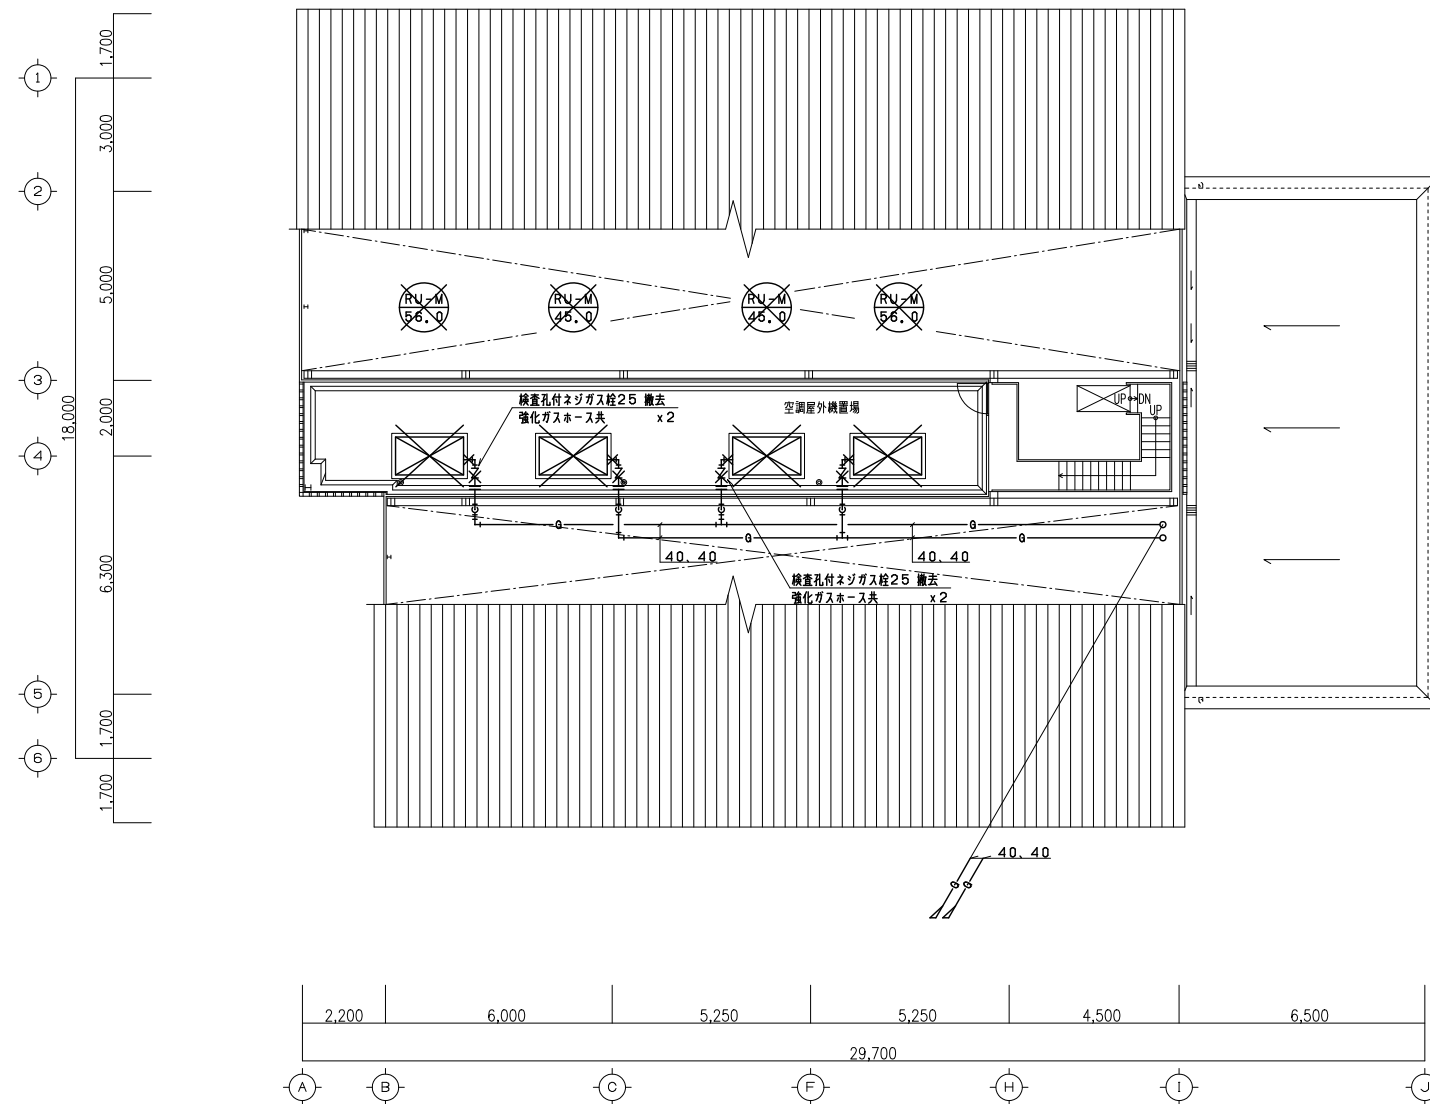 1,700
1
3,000
2
5,000
RU-M
56.0
RU-M
45.0
RU-M
45.0
RU-M
56.0
3
18,000
2,000
検査孔付ネジガス栓25 撤去
強化ガスホース共 x2
空調屋外機置場
UP
DN
UP
4
G
G
G
G
40、40
40、40
検査孔付ネジガス栓25 撤去
強化ガスホース共 x2
6,300
5
1,700
6
1,700
40、40
G G
2,200
6,000
5,250
5,250
4,500
6,500
29,700
A
B
C
F
H
I
J